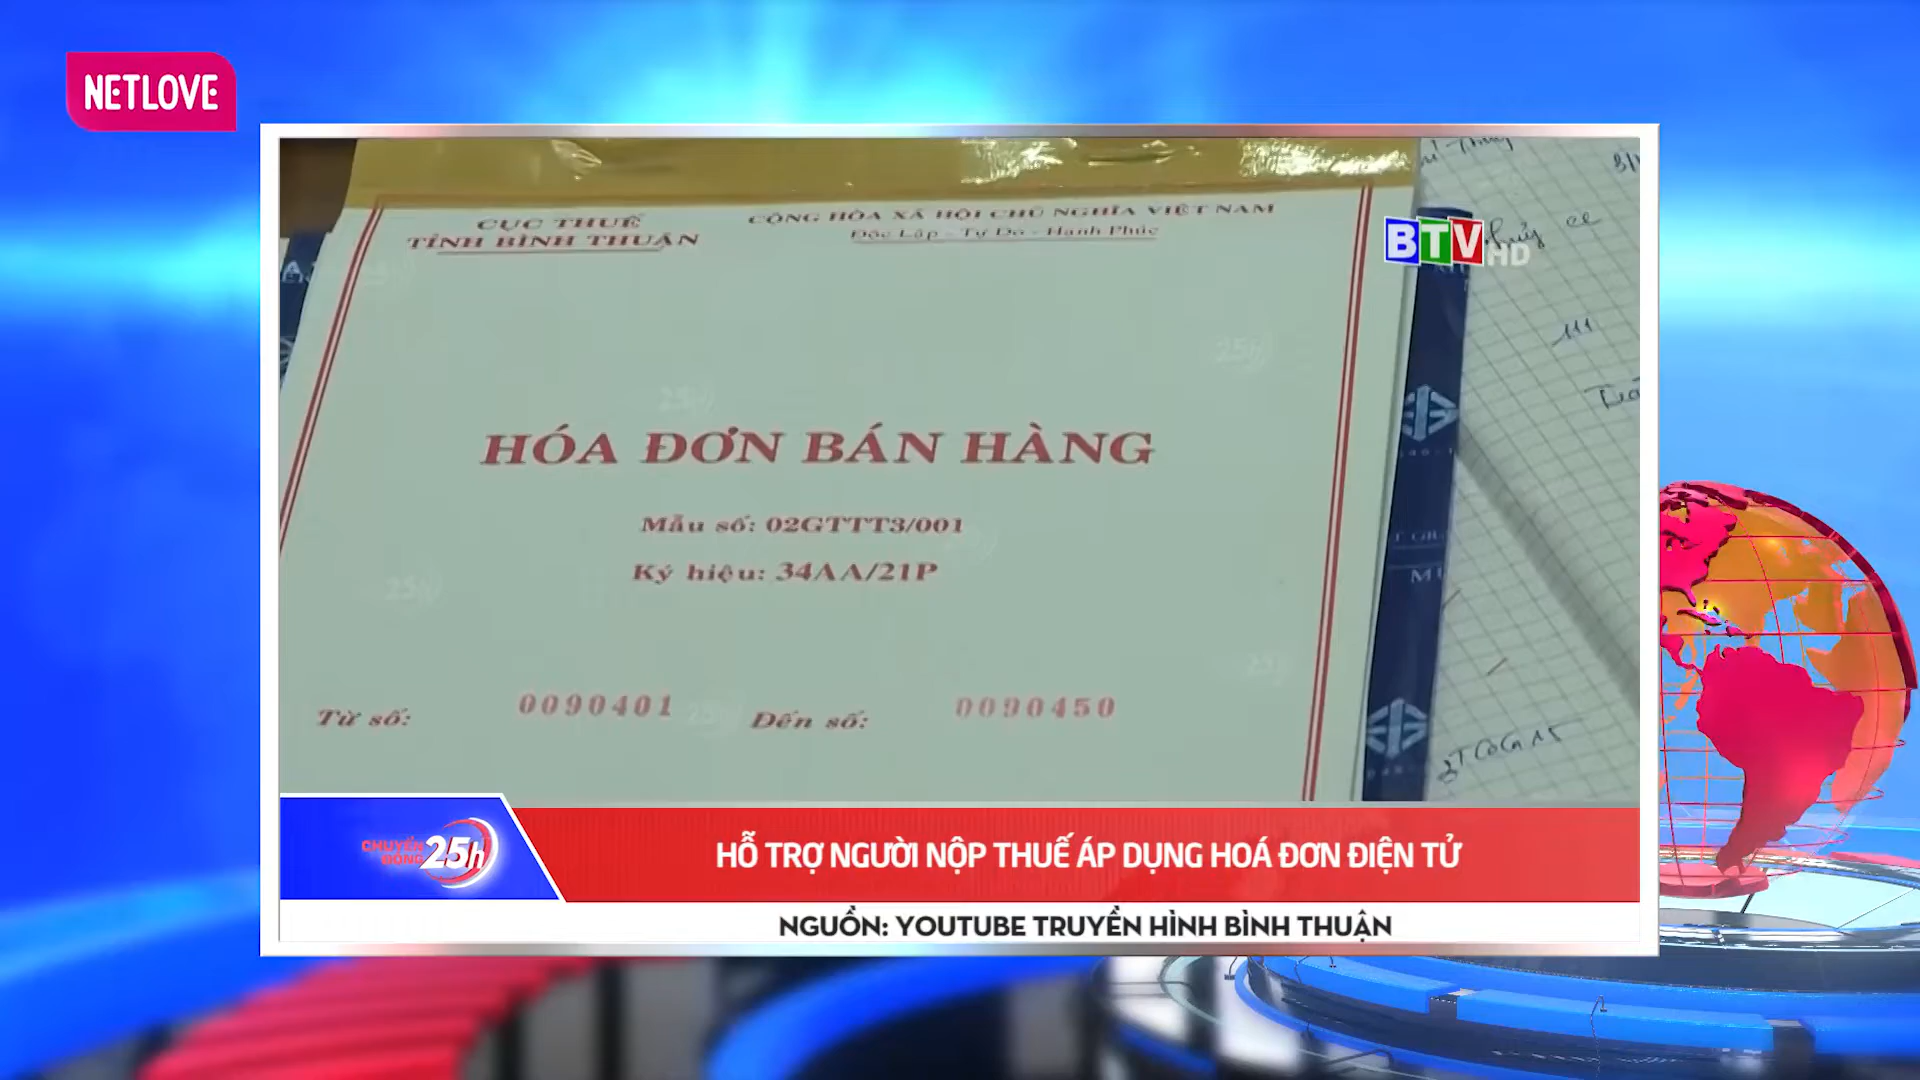 NETLOVE
CỤC THUẾ
TỈNH BÌNH THUẬN
CỘNG HÒA XÃ HỘI CHỦ NGHĨA VIỆT NAM
Độc Lập - Tự Do - Hạnh Phúc
BTV HD
HÓA ĐƠN BÁN HÀNG
Mẫu số: 02GTTT3/001
Ký hiệu: 34AA/21P
Từ số: 0090401 Đến số: 0090450
CHUYỂN ĐỘNG 25h
HỖ TRỢ NGƯỜI NỘP THUẾ ÁP DỤNG HOÁ ĐƠN ĐIỆN TỬ
NGUỒN: YOUTUBE TRUYỀN HÌNH BÌNH THUẬN